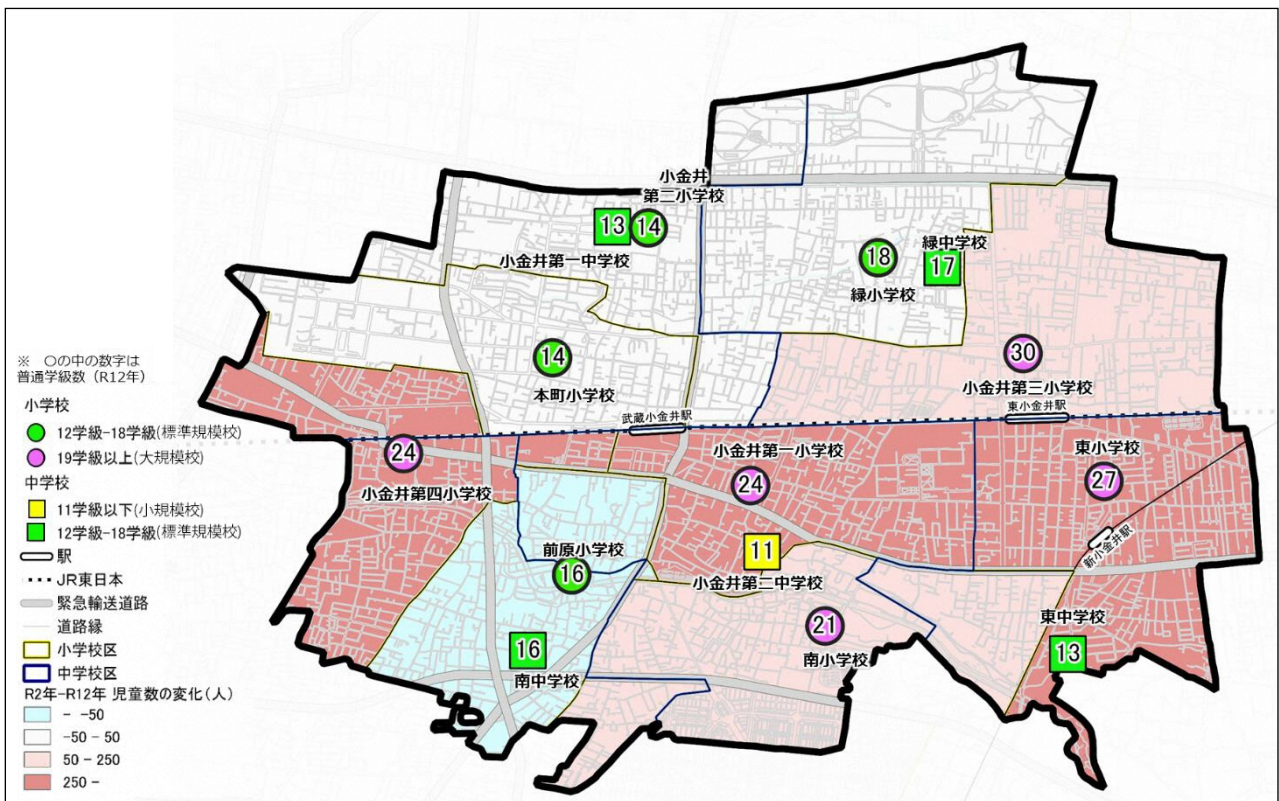 小金井
第二小学校
13
14
小金井第一中学校
18
緑小学校
緑中学校
17
14
本町小学校
30
小金井第三小学校
武蔵小金井駅
東小金井駅
24
小金井第四小学校
小金井第一小学校
24
東小学校
27
新小金井駅
前原小学校
16
11
小金井第二中学校
16
南中学校
21
南小学校
東中学校
13
※ ○の中の数字は
普通学級数（R12年）
小学校
12学級-18学級(標準規模校)
19学級以上(大規模校)
中学校
11学級以下(小規模校)
12学級-18学級(標準規模校)
駅
JR東日本
緊急輸送道路
道路縁
小学校区
中学校区
R2年-R12年 児童数の変化(人)
- -50
-50 - 50
50 - 250
250 -